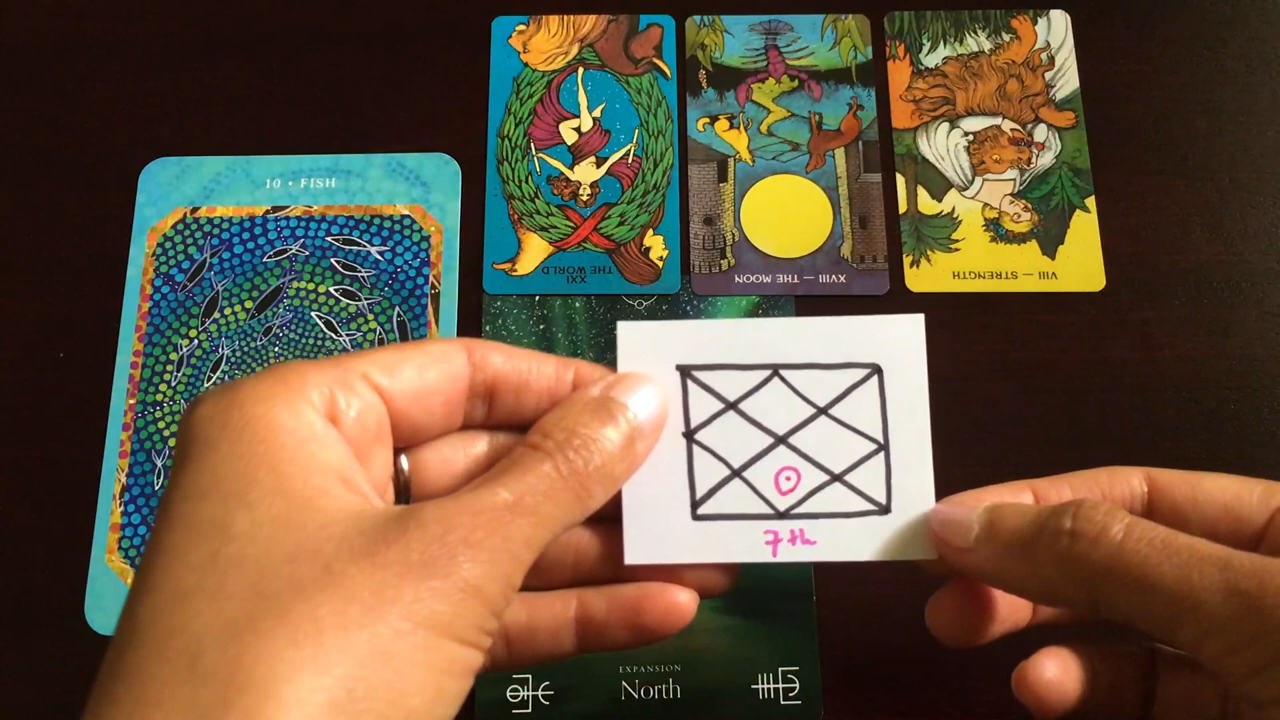 10 • FISH
XXI
THE WORLD
XVIII — THE MOON
VIII — STRENGTH
7th
EXPANSION
North